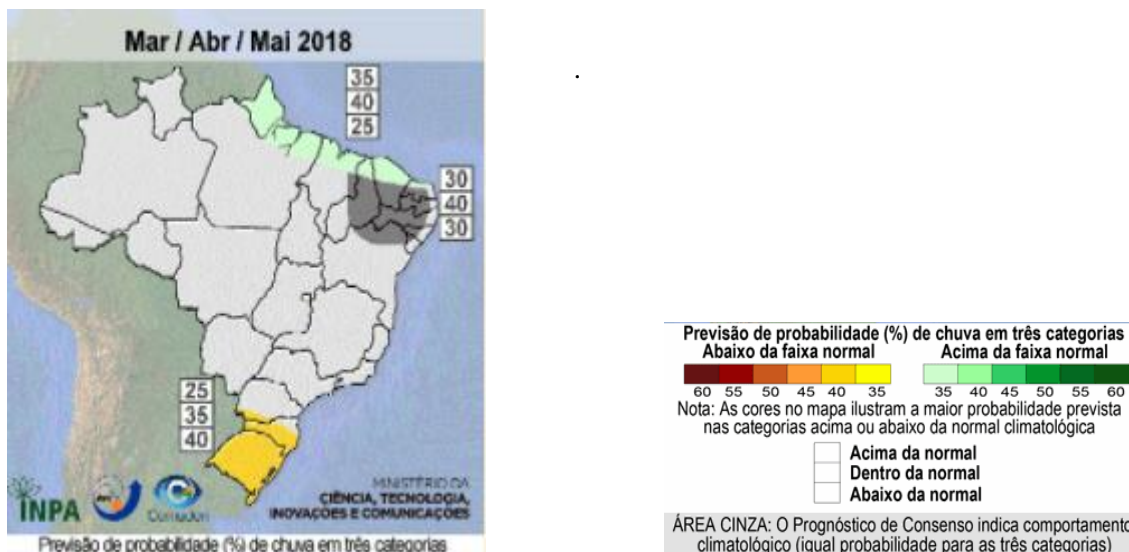 Mar / Abr / Mai 2018
35
40
25
30
40
30
25
35
40
INPA
Cemaden
MINISTÉRIO DA
CIÊNCIA, TECNOLOGIA,
INOVAÇÕES E COMUNICAÇÕES
Previsão de probabilidade (%) de chuva em três categorias
Previsão de probabilidade (%) de chuva em três categorias
Abaixo da faixa normal Acima da faixa normal
60 55 50 45 40 35 35 40 45 50 55 60
Nota: As cores no mapa ilustram a maior probabilidade prevista
nas categorias acima ou abaixo da normal climatológica
Acima da normal
Dentro da normal
Abaixo da normal
ÁREA CINZA: O Prognóstico de Consenso indica comportamento
climatológico (igual probabilidade para as três categorias)